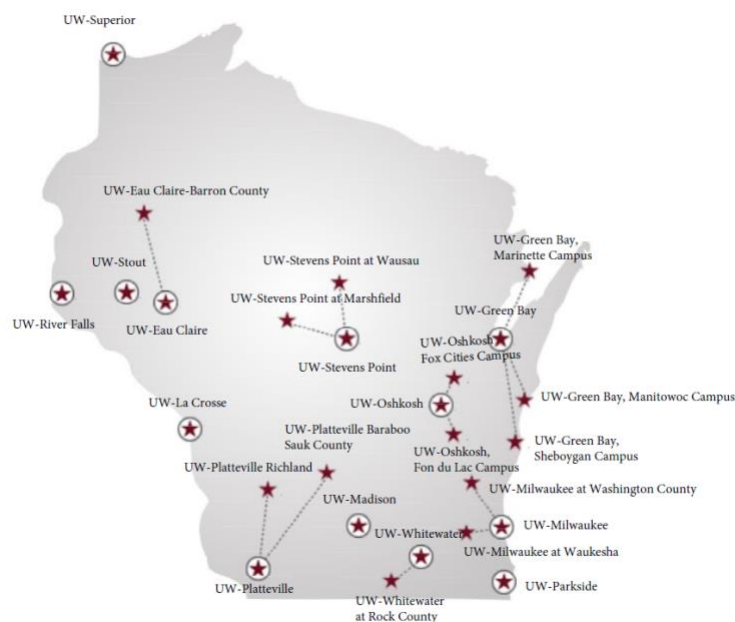 UW-Superior
UW-Eau Claire-Barron County
UW-Green Bay,
Marinette Campus
UW-Stout
UW-Stevens Point at Wausau
UW-Stevens Point at Marshfield
UW-Green Bay
UW-River Falls
UW-Eau Claire
UW-Oshkosh
Fox Cities Campus
UW-Stevens Point
UW-Green Bay, Manitowoc Campus
UW-La Crosse
UW-Oshkosh
UW-Platteville Baraboo
Sauk County
UW-Green Bay,
Sheboygan Campus
UW-Oshkosh,
Fon du Lac Campus
UW-Platteville Richland
UW-Milwaukee at Washington County
UW-Madison
UW-Milwaukee
UW-Whitewater
UW-Milwaukee at Waukesha
UW-Platteville
UW-Parkside
UW-Whitewater
at Rock County